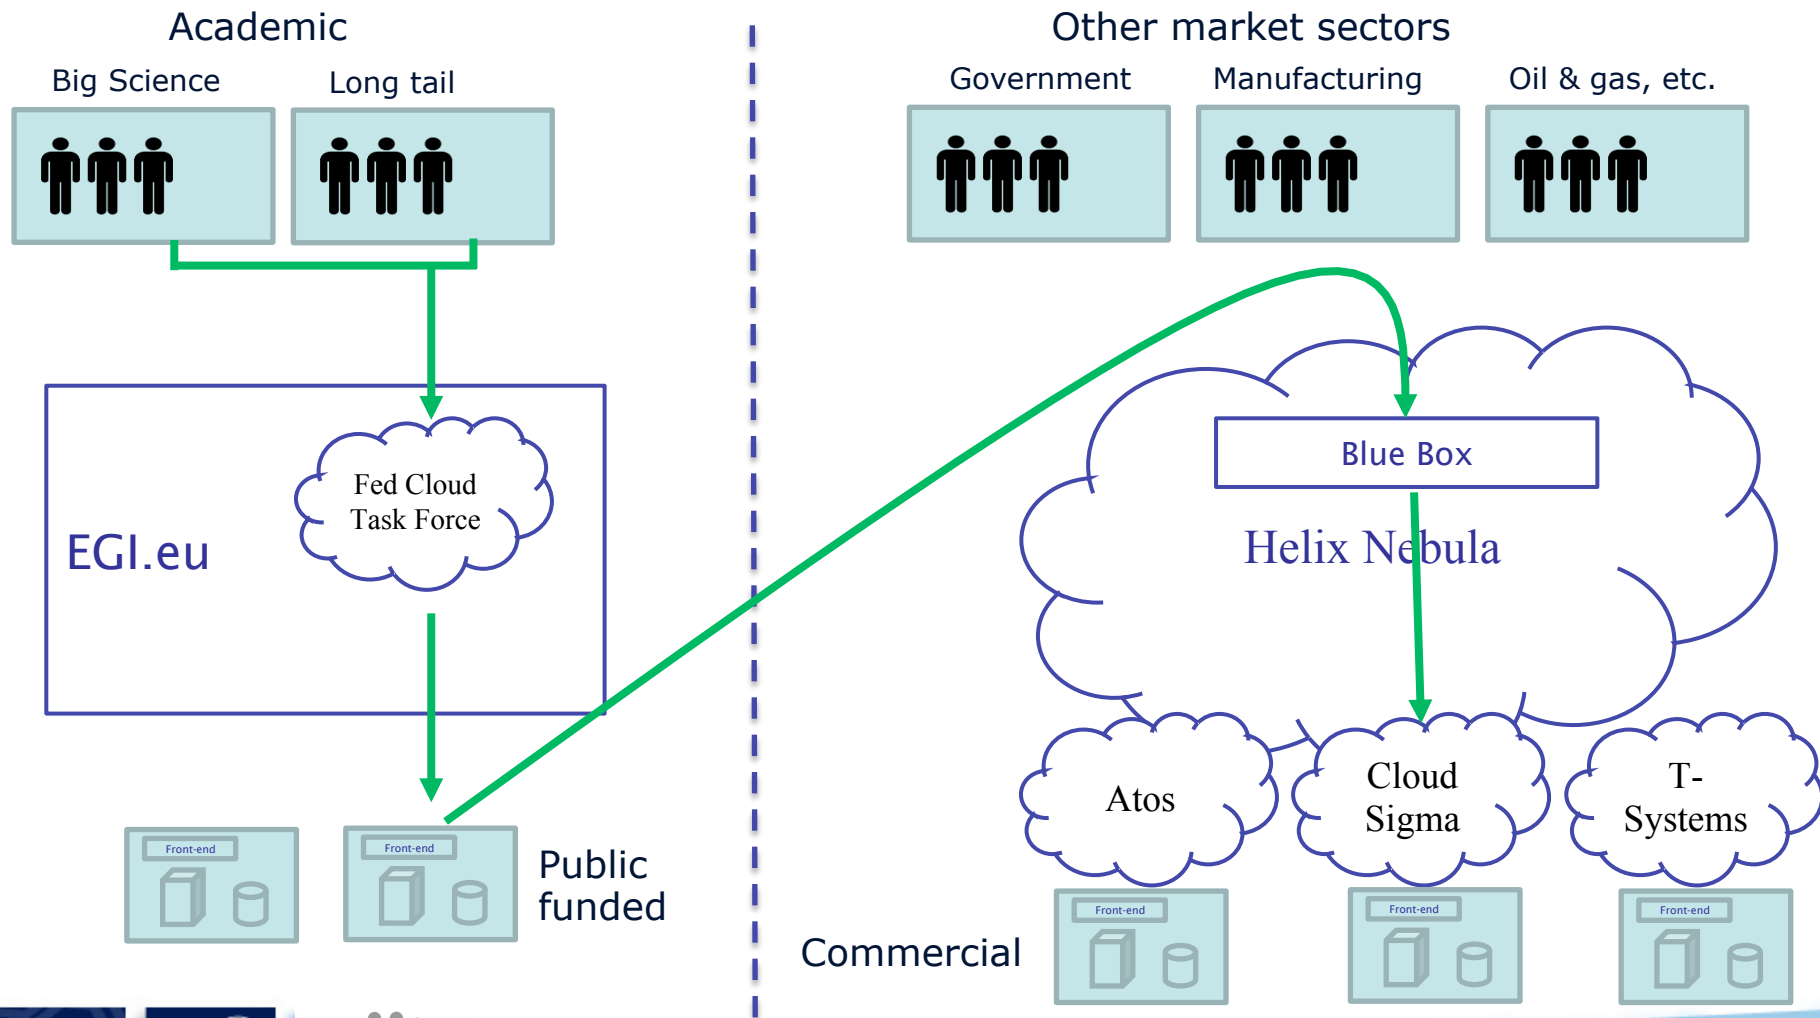 Academic
Other market sectors
Big Science
Long tail
Government
Manufacturing
Oil & gas, etc.
Fed Cloud
Task Force
EGI.eu
Blue Box
Helix Nebula
Atos
Cloud
Sigma
T-
Systems
Front-end
Front-end
Public
funded
Commercial
Front-end
Front-end
Front-end